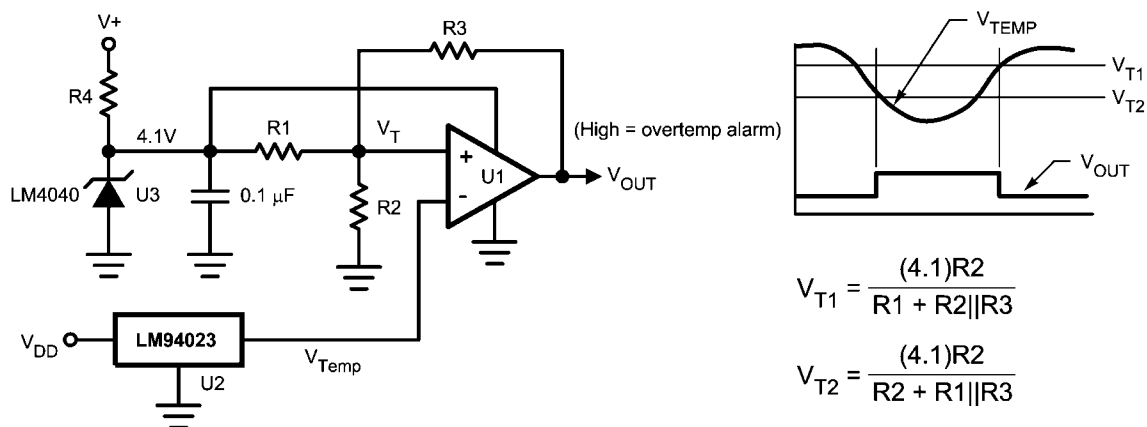 V+
R3
R4
4.1V
R1
V_T
(High = overtemp alarm)
U1
V_OUT
LM4040
U3
0.1 μF
R2
+
-
V_DD
LM94023
U2
V_Temp
V_TEMP
V_T1
V_T2
V_OUT
V_T1 = (4.1)R2 / R1 + R2||R3
V_T2 = (4.1)R2 / R2 + R1||R3